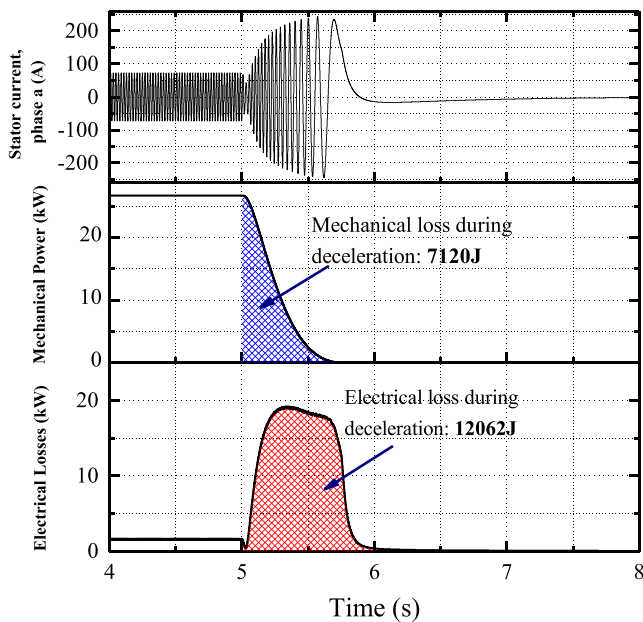 Stator current,
phase a (A)
200
100
0
-100
-200
Mechanical Power (kW)
20
10
0
Mechanical loss during
deceleration: 7120J
Electrical Losses (kW)
20
10
0
Electrical loss during
deceleration: 12062J
4
5
6
7
8
Time (s)